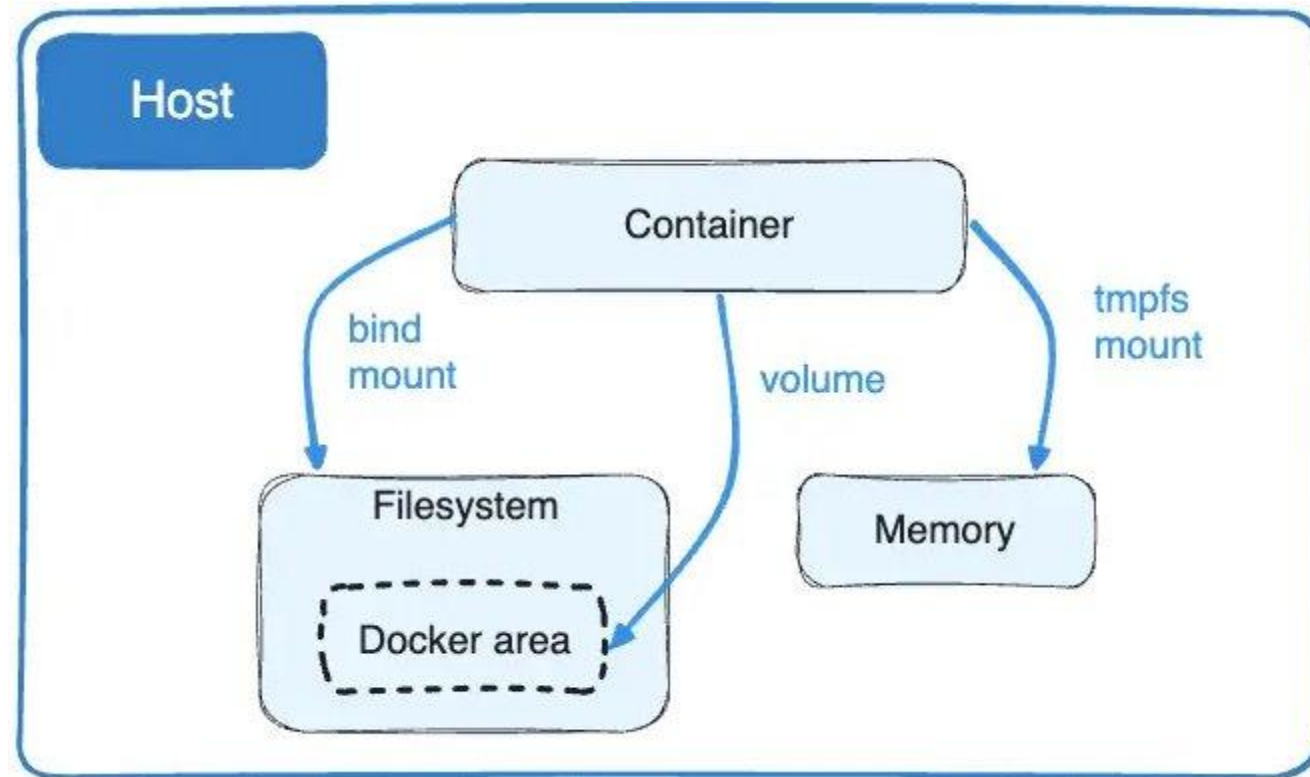 Host
Container
bind
mount
volume
tmpfs
mount
Filesystem
Docker area
Memory